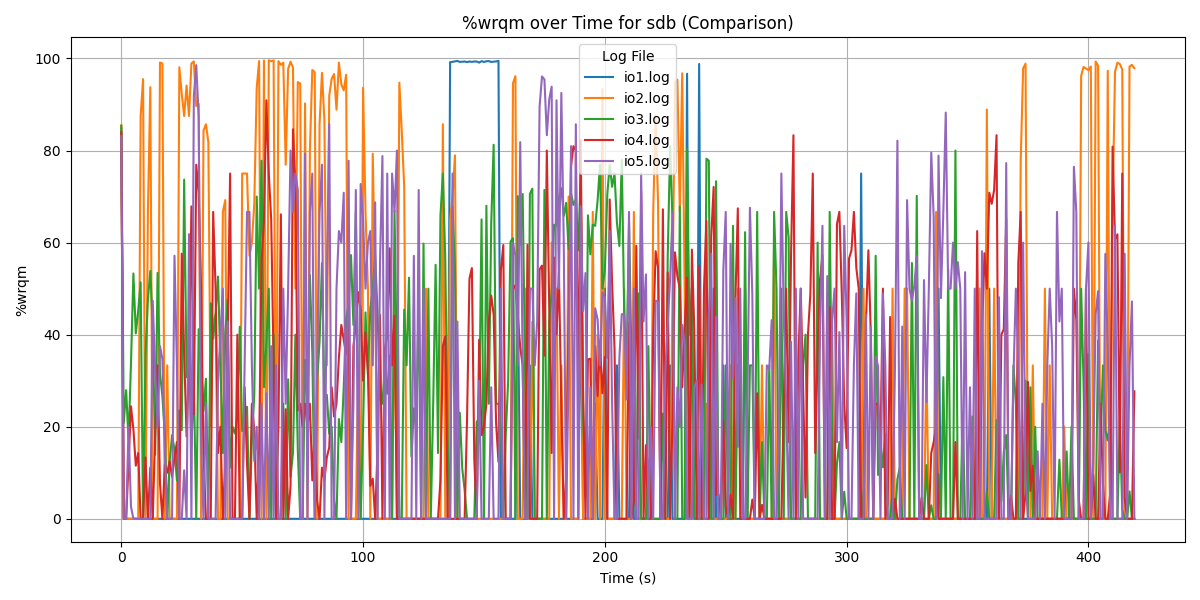 %wrqm over Time for sdb (Comparison)
Log File
io1.log
io2.log
io3.log
io4.log
io5.log
%wrqm
100
80
60
40
20
0
0 100 200 300 400
Time (s)